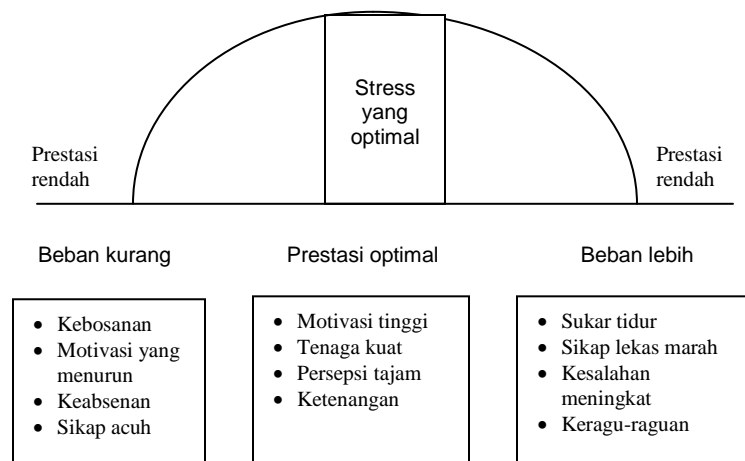 Stress
yang
optimal
Prestasi
rendah
Prestasi
rendah
Beban kurang
Prestasi optimal
Beban lebih
• Kebosanan
• Motivasi yang
menurun
• Keabsenan
• Sikap acuh
• Motivasi tinggi
• Tenaga kuat
• Persepsi tajam
• Ketenangan
• Sukar tidur
• Sikap lekas marah
• Kesalahan
meningkat
• Keragu-raguan